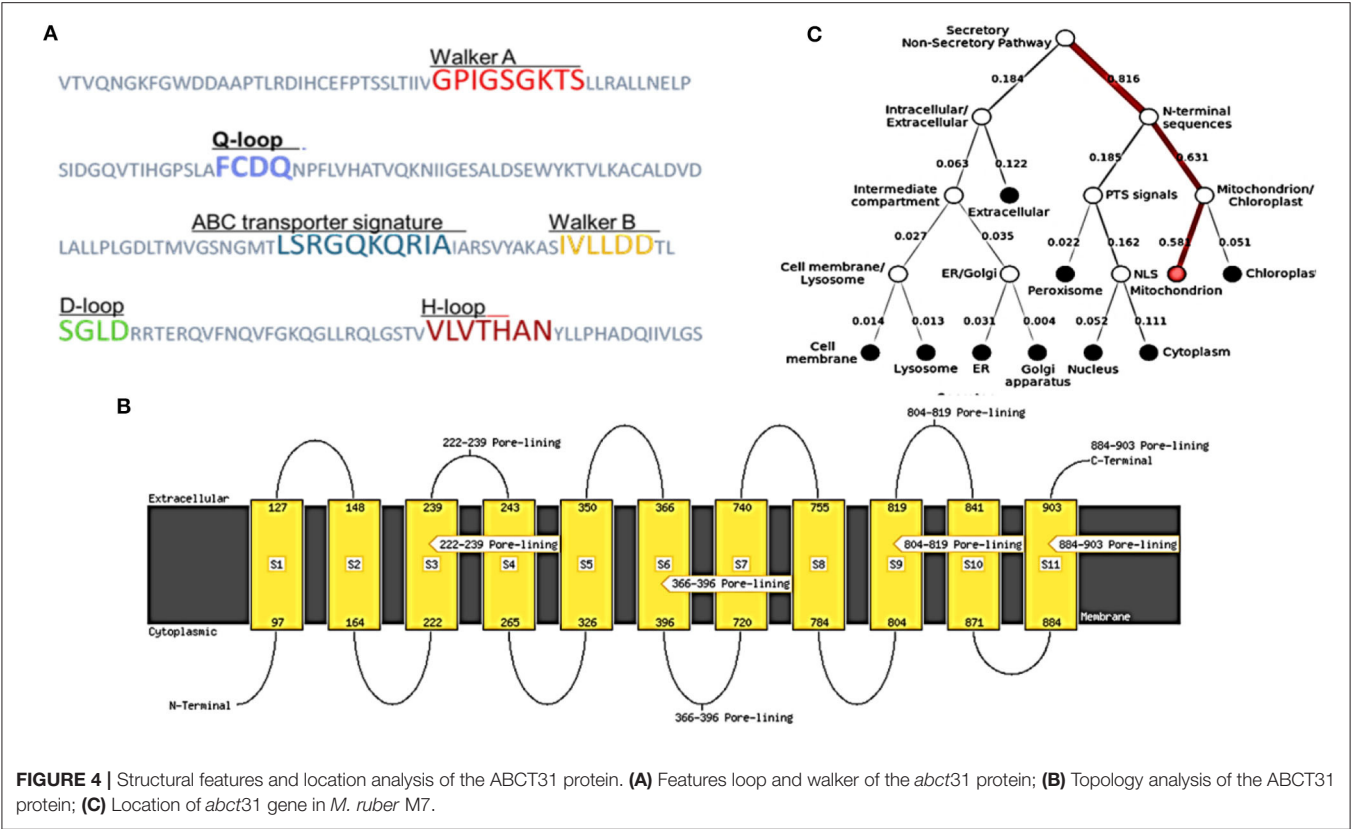 A
Walker A
VTVQNGKFGWDDAAPTLRDIHCEFPTSSLTIIVGPIGSGKTSLLRALLNELP
Q-loop
SIDGQVTIHGPSLAFCDQNPFLVHATVQKNIIGESALDSEWYKTVLKACALDVD
ABC transporter signature Walker B
LALLPLGDLTMVGSNGMTLSRGQKQRIAIARSVYAKASIVLLDDTL
D-loop H-loop
SGLDRRTERQVFNQVFGKQGLLRQLGSTVVLVTHANYLLPHADQIIVLGS
C
Secretory
Non-Secretory Pathway
0.184 0.816
Intracellular/
Extracellular
N-terminal
sequences
0.063 0.122 0.185 0.631
Intermediate
compartment
Extracellular
PTS signals
Mitochondrion/
Chloroplast
0.027 0.035 0.022 0.162 0.051
Cell membrane/
Lysosome
ER/Golgi
Peroxisome
NLS
Mitochondrion
Chloroplas
0.014 0.013 0.031 0.004 0.052 0.111
Cell
membrane
Lysosome
ER
Golgi
apparatus
Nucleus
Cytoplasm
B
222-239 Pore-lining
804-819 Pore-lining
884-903 Pore-lining
C-Terminal
Extracellular
127 148 239 243 350 366 740 755 819 841 903
222-239 Pore-lining 804-819 Pore-lining 884-903 Pore-lining
S1 S2 S3 S4 S5 S6 S7 S8 S9 S10 S11
366-396 Pore-lining
97 164 222 265 326 396 720 784 804 871 884
Membrane
Cytoplasmic
N-Terminal
366-396 Pore-lining
FIGURE 4 | Structural features and location analysis of the ABCT31 protein. (A) Features loop and walker of the abct31 protein; (B) Topology analysis of the ABCT31
protein; (C) Location of abct31 gene in M. ruber M7.